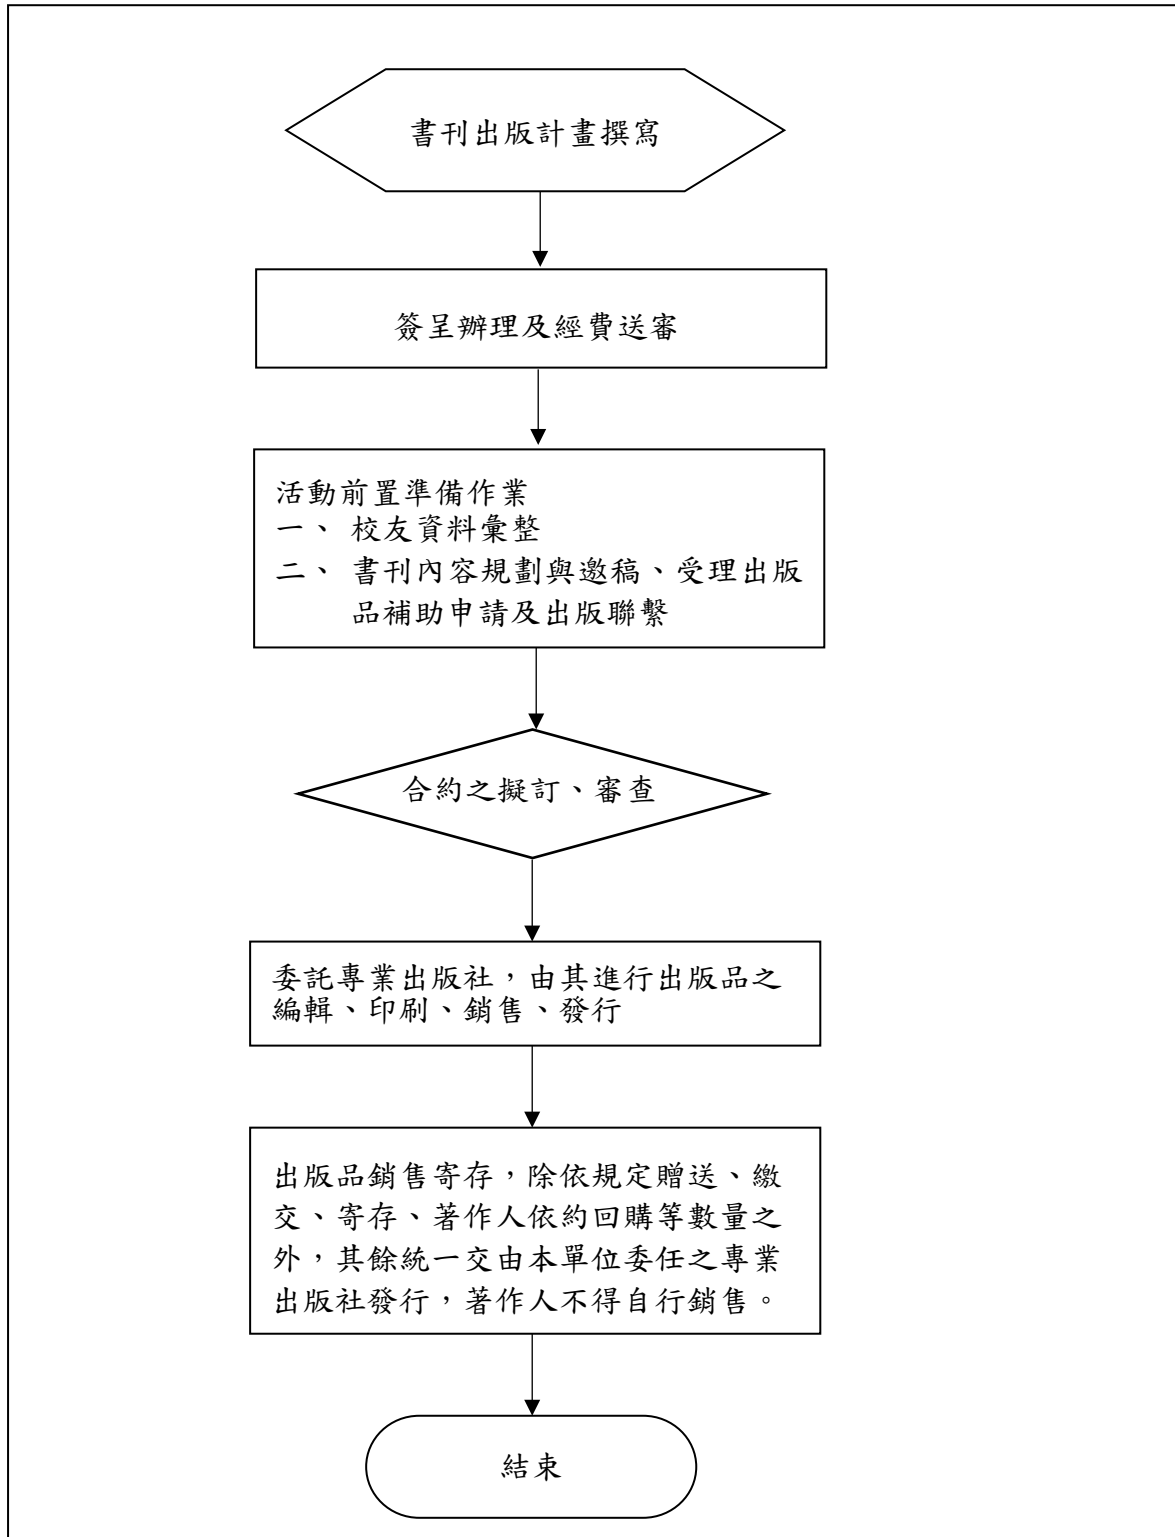 書刊出版計畫撰寫
簽呈辦理及經費送審
活動前置準備作業
一、 校友資料彙整
二、 書刊內容規劃與邀稿、受理出版
品補助申請及出版聯繫
合約之擬訂、審查
委託專業出版社，由其進行出版品之
編輯、印刷、銷售、發行
出版品銷售寄存，除依規定贈送、繳
交、寄存、著作人依約回購等數量之
外，其餘統一交由本單位委任之專業
出版社發行，著作人不得自行銷售。
結束